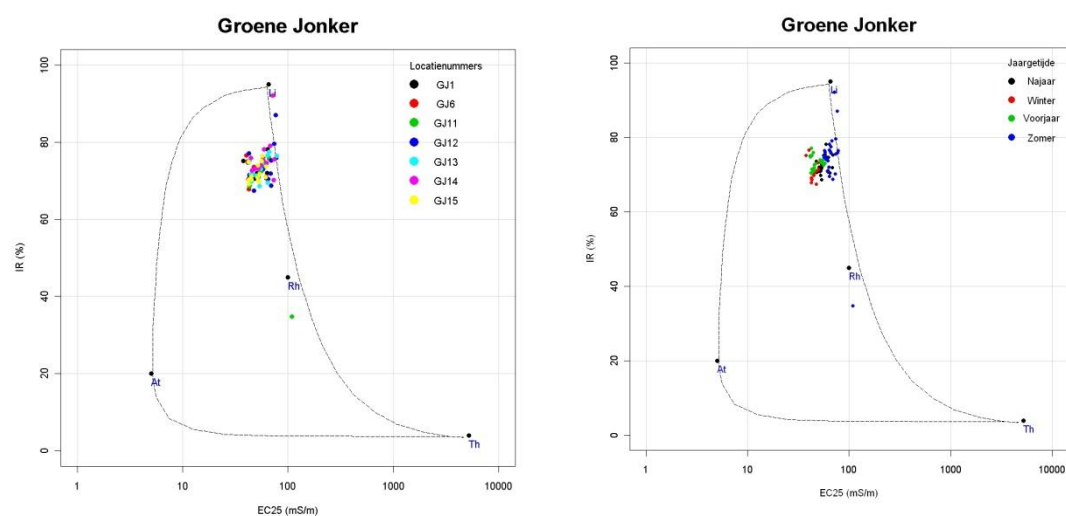 Groene Jonker
Locatienummers
GJ1
GJ6
GJ11
GJ12
GJ13
GJ14
GJ15
Li
Rh
At
Th
IR (%)
0
20
40
60
80
100
1
10
100
1000
10000
EC25 (mS/m)
Groene Jonker
Jaargetijde
Najaar
Winter
Voorjaar
Zomer
Li
Rh
At
Th
IR (%)
0
20
40
60
80
100
1
10
100
1000
10000
EC25 (mS/m)